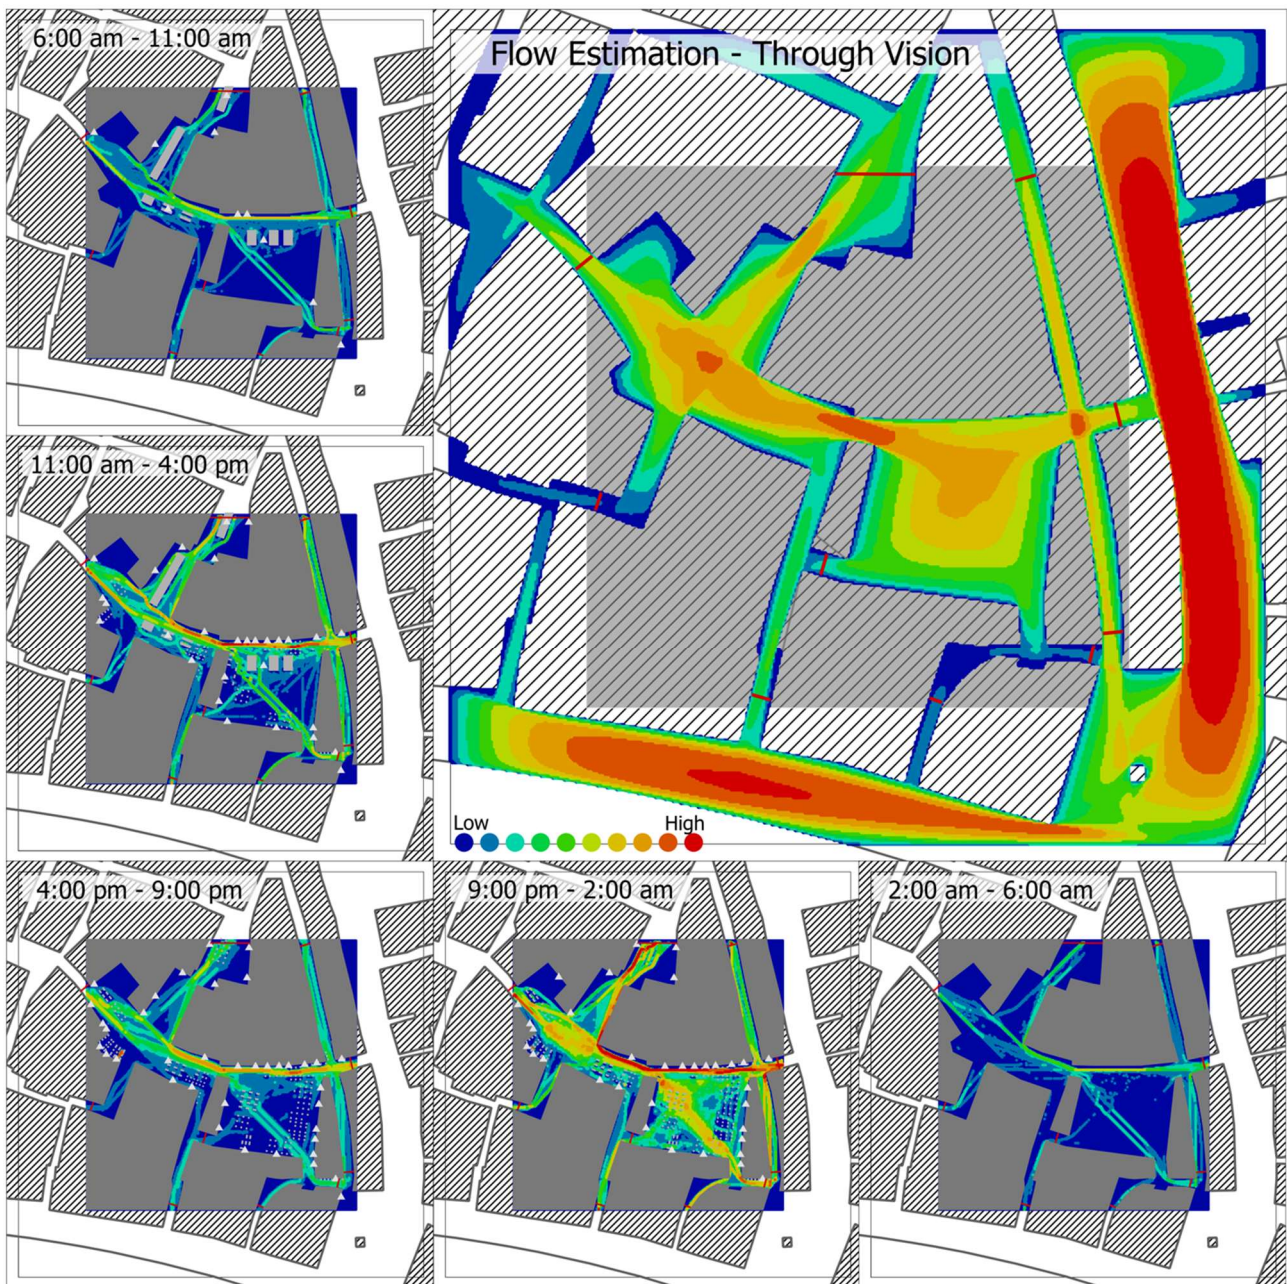 6:00 am - 11:00 am
Flow Estimation - Through Vision
11:00 am - 4:00 pm
Low
High
4:00 pm - 9:00 pm
9:00 pm - 2:00 am
2:00 am - 6:00 am